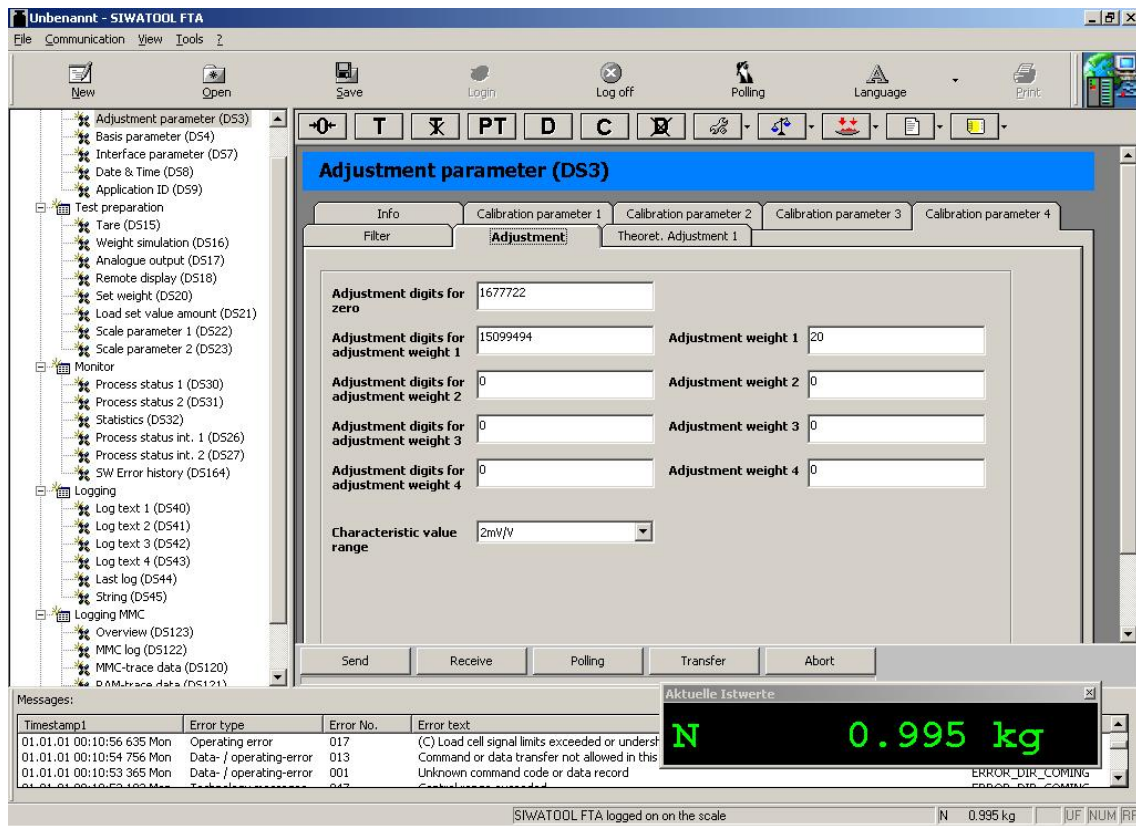 Unbenannt - SIWATOOL FTA
File Communication View Tools ?
New Open Save Login Log off Polling Language Print
Adjustment parameter (DS3)
Basis parameter (DS4)
Interface parameter (DS7)
Date & Time (DS8)
Application ID (DS9)
Test preparation
Tare (DS15)
Weight simulation (DS16)
Analogue output (DS17)
Remote display (DS18)
Set weight (DS20)
Load set value amount (DS21)
Scale parameter 1 (DS22)
Scale parameter 2 (DS23)
Monitor
Process status 1 (DS30)
Process status 2 (DS31)
Statistics (DS32)
Process status int. 1 (DS26)
Process status int. 2 (DS27)
SW Error history (DS164)
Logging
Log text 1 (DS40)
Log text 2 (DS41)
Log text 3 (DS42)
Log text 4 (DS43)
Last log (DS44)
String (DS45)
Logging MMC
Overview (DS123)
MMC log (DS122)
MMC-trace data (DS120)
RAM-trace data (DS121)
→0← T T PT D C D
Adjustment parameter (DS3)
Info Calibration parameter 1 Calibration parameter 2 Calibration parameter 3 Calibration parameter 4
Filter Adjustment Theoret. Adjustment 1
Adjustment digits for
zero
1677722
Adjustment digits for
adjustment weight 1
15099494
Adjustment weight 1 20
Adjustment digits for
adjustment weight 2
0
Adjustment weight 2 0
Adjustment digits for
adjustment weight 3
0
Adjustment weight 3 0
Adjustment digits for
adjustment weight 4
0
Adjustment weight 4 0
Characteristic value
range
2mV/V
Send Receive Polling Transfer Abort
Messages:
Timestamp1 Error type Error No. Error text
01.01.01 00:10:56 635 Mon Operating error 017 (C) Load cell signal limits exceeded or undersh
01.01.01 00:10:54 756 Mon Data- / operating-error 013 Command or data transfer not allowed in this
01.01.01 00:10:53 365 Mon Data- / operating-error 001 Unknown command code or data record ERROR_DIR_COMING
Aktuelle Istwerte
N 0.995 kg
SIWATOOL FTA logged on on the scale N 0.995 kg UF NUM RF